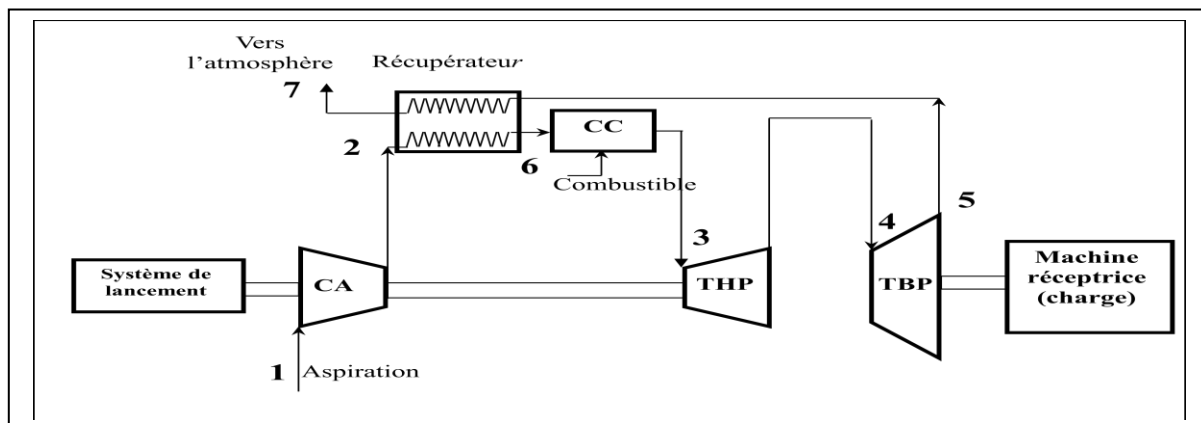 Vers
l'atmosphère
Récupérateur
7
2
CC
6
Combustible
3
4
5
Système de
lancement
CA
THP
TBP
Machine
réceptrice
(charge)
1
Aspiration